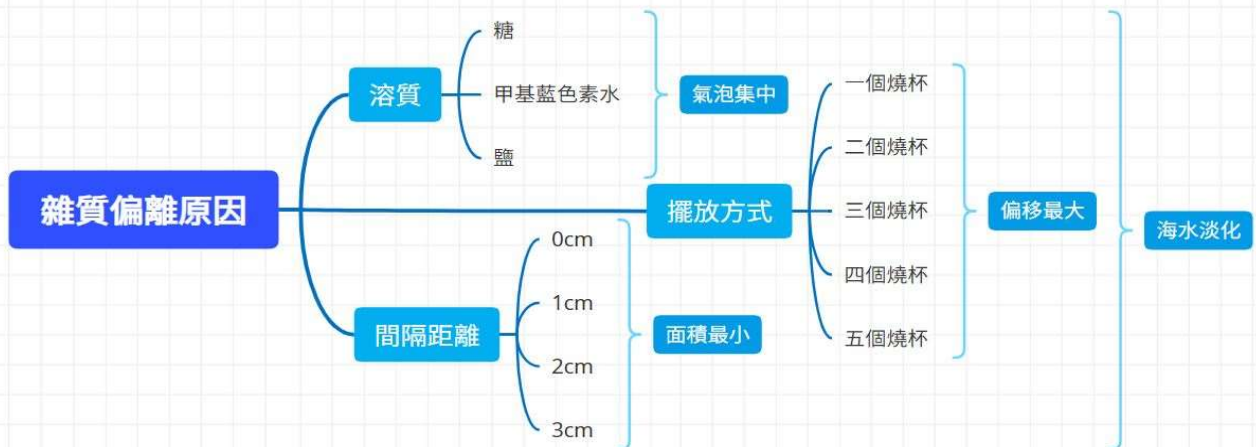 雜質偏離原因
溶質
糖
甲基藍色素水
鹽
氣泡集中
擺放方式
一個燒杯
二個燒杯
三個燒杯
四個燒杯
五個燒杯
偏移最大
間隔距離
0cm
1cm
2cm
3cm
面積最小
海水淡化